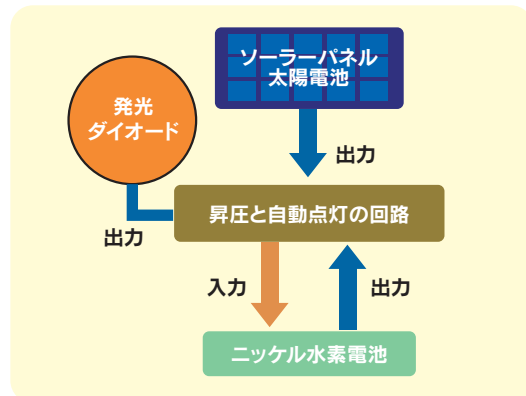 ソーラーパネル
太陽電池
発光
ダイオード
出力
昇圧と自動点灯の回路
出力
入力
出力
ニッケル水素電池